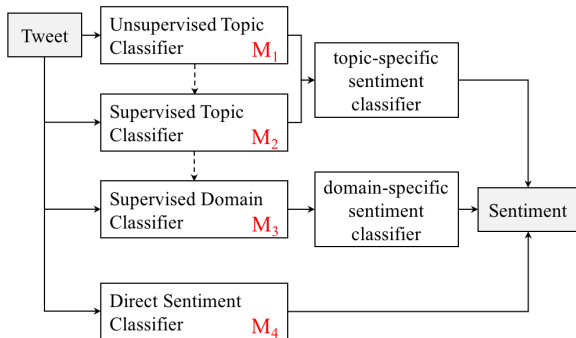 Tweet
Unsupervised Topic
Classifier
M1
Supervised Topic
Classifier
M2
Supervised Domain
Classifier
M3
Direct Sentiment
Classifier
M4
topic-specific
sentiment
classifier
domain-specific
sentiment
classifier
Sentiment